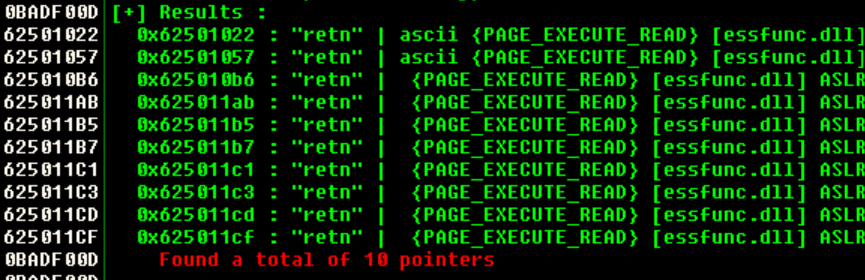 0BADF00D [+] Results :
62501022 0x62501022 : "retn" | ascii {PAGE_EXECUTE_READ} [essfunc.dll]
62501057 0x62501057 : "retn" | ascii {PAGE_EXECUTE_READ} [essfunc.dll]
625010B6 0x625010b6 : "retn" | {PAGE_EXECUTE_READ} [essfunc.dll] ASLR
625011AB 0x625011ab : "retn" | {PAGE_EXECUTE_READ} [essfunc.dll] ASLR
625011B5 0x625011b5 : "retn" | {PAGE_EXECUTE_READ} [essfunc.dll] ASLR
625011B7 0x625011b7 : "retn" | {PAGE_EXECUTE_READ} [essfunc.dll] ASLR
625011C1 0x625011c1 : "retn" | {PAGE_EXECUTE_READ} [essfunc.dll] ASLR
625011C3 0x625011c3 : "retn" | {PAGE_EXECUTE_READ} [essfunc.dll] ASLR
625011CD 0x625011cd : "retn" | {PAGE_EXECUTE_READ} [essfunc.dll] ASLR
625011CF 0x625011cf : "retn" | {PAGE_EXECUTE_READ} [essfunc.dll] ASLR
0BADF00D Found a total of 10 pointers